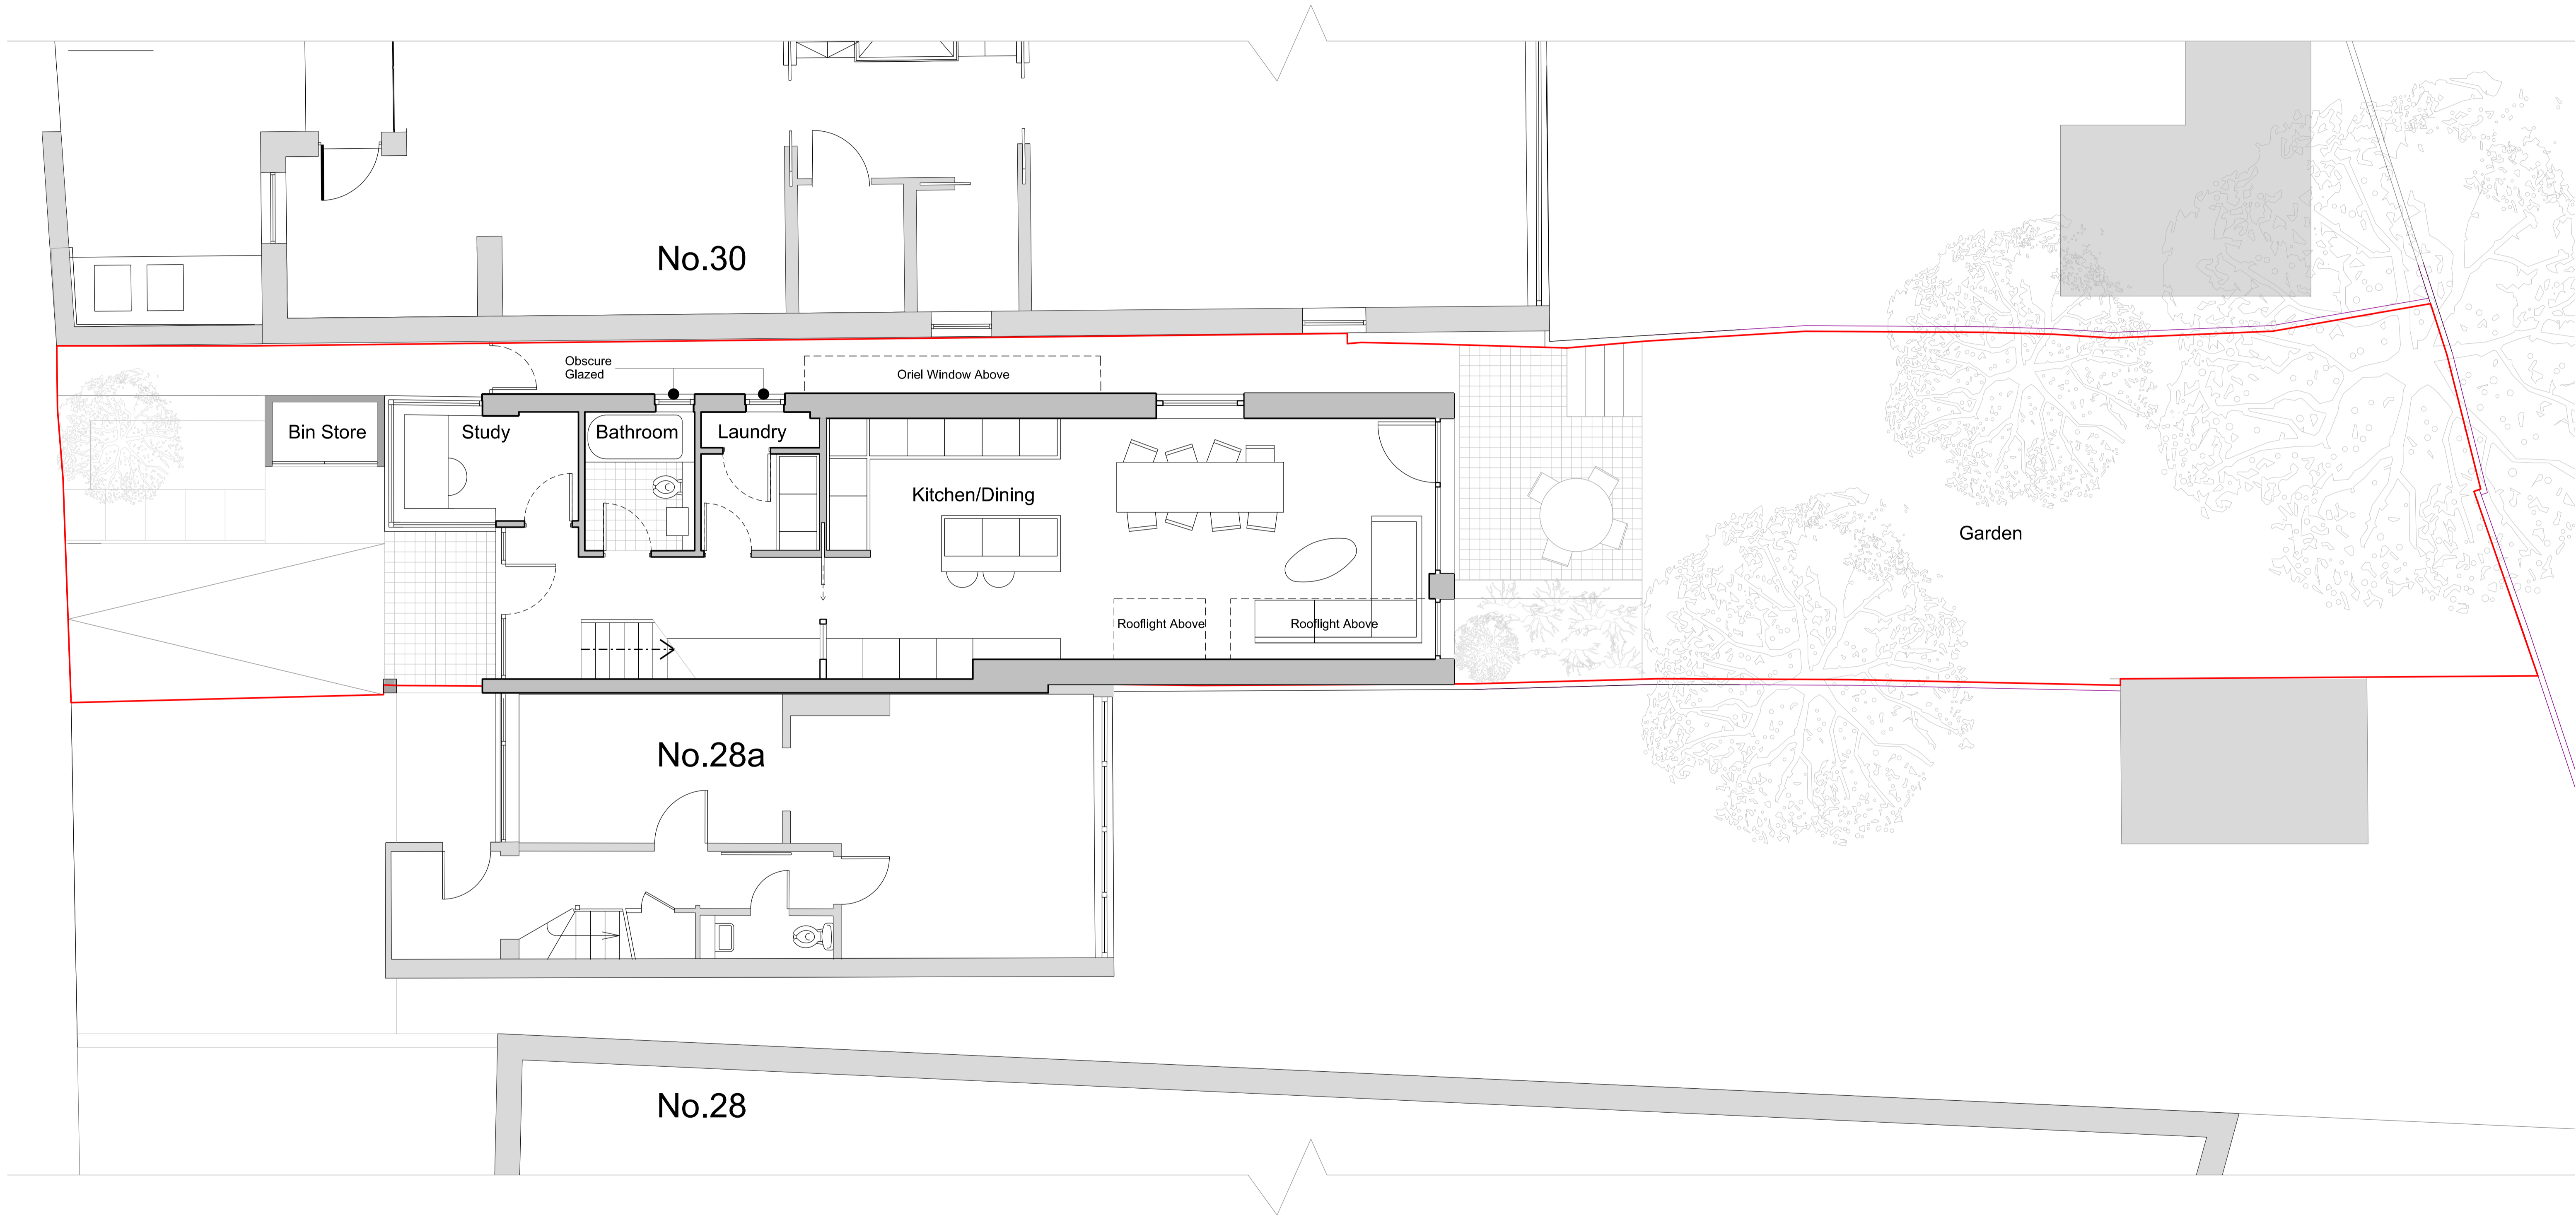 No.30
Obscure
Glazed
Oriel Window Above
Bin Store
Study
Bathroom
Laundry
Kitchen/Dining
Garden
Rooflight Above
Rooflight Above
No.28a
No.28